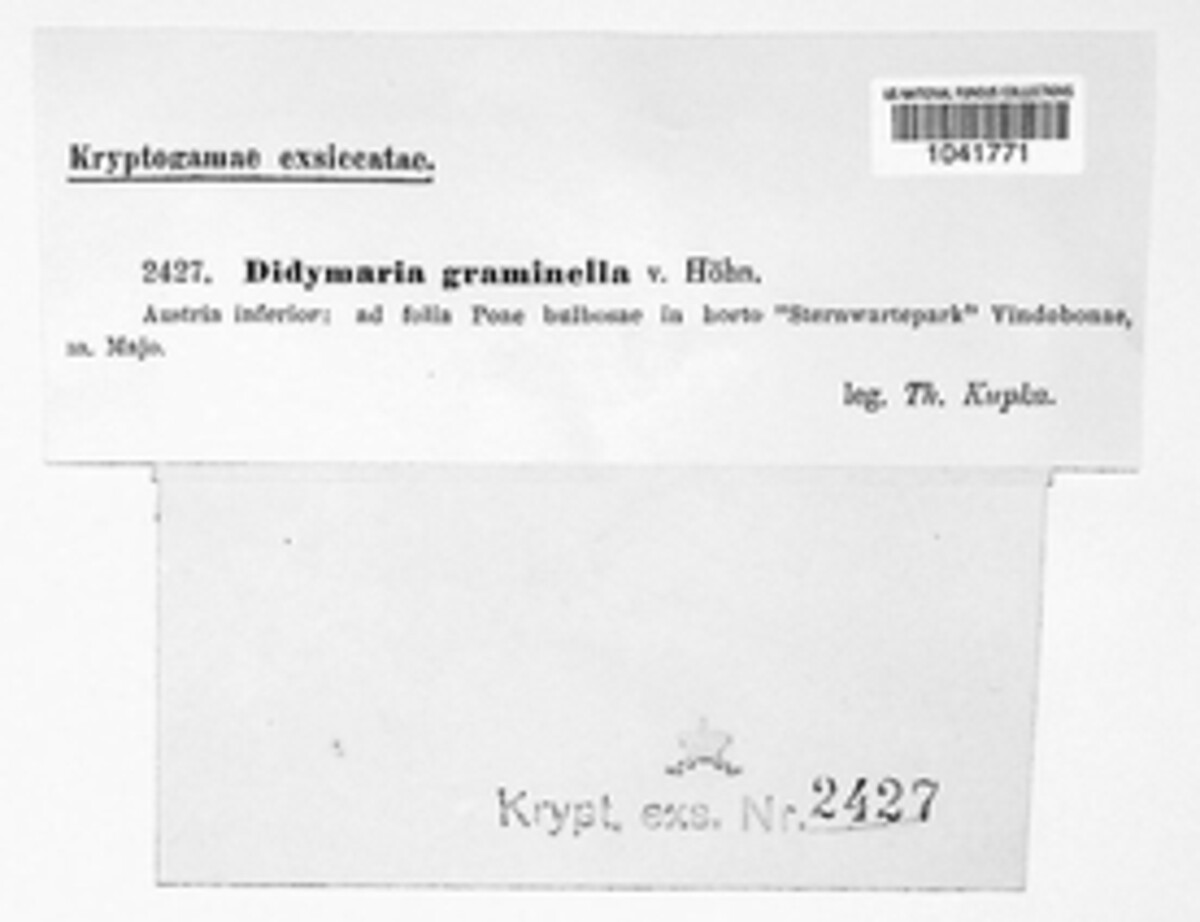 US NATIONAL FUNGUS COLLECTIONS
1041771
Kryptogamae exsiccatae.
2427. Didymaria graminella v. Höhn.
Austria inferior: ad folia Poae bulbosae in horto "Sternwartepark" Vindobonae,
m. Majo.
leg. Th. Kupka.
Krypt. exs. Nr. 2427